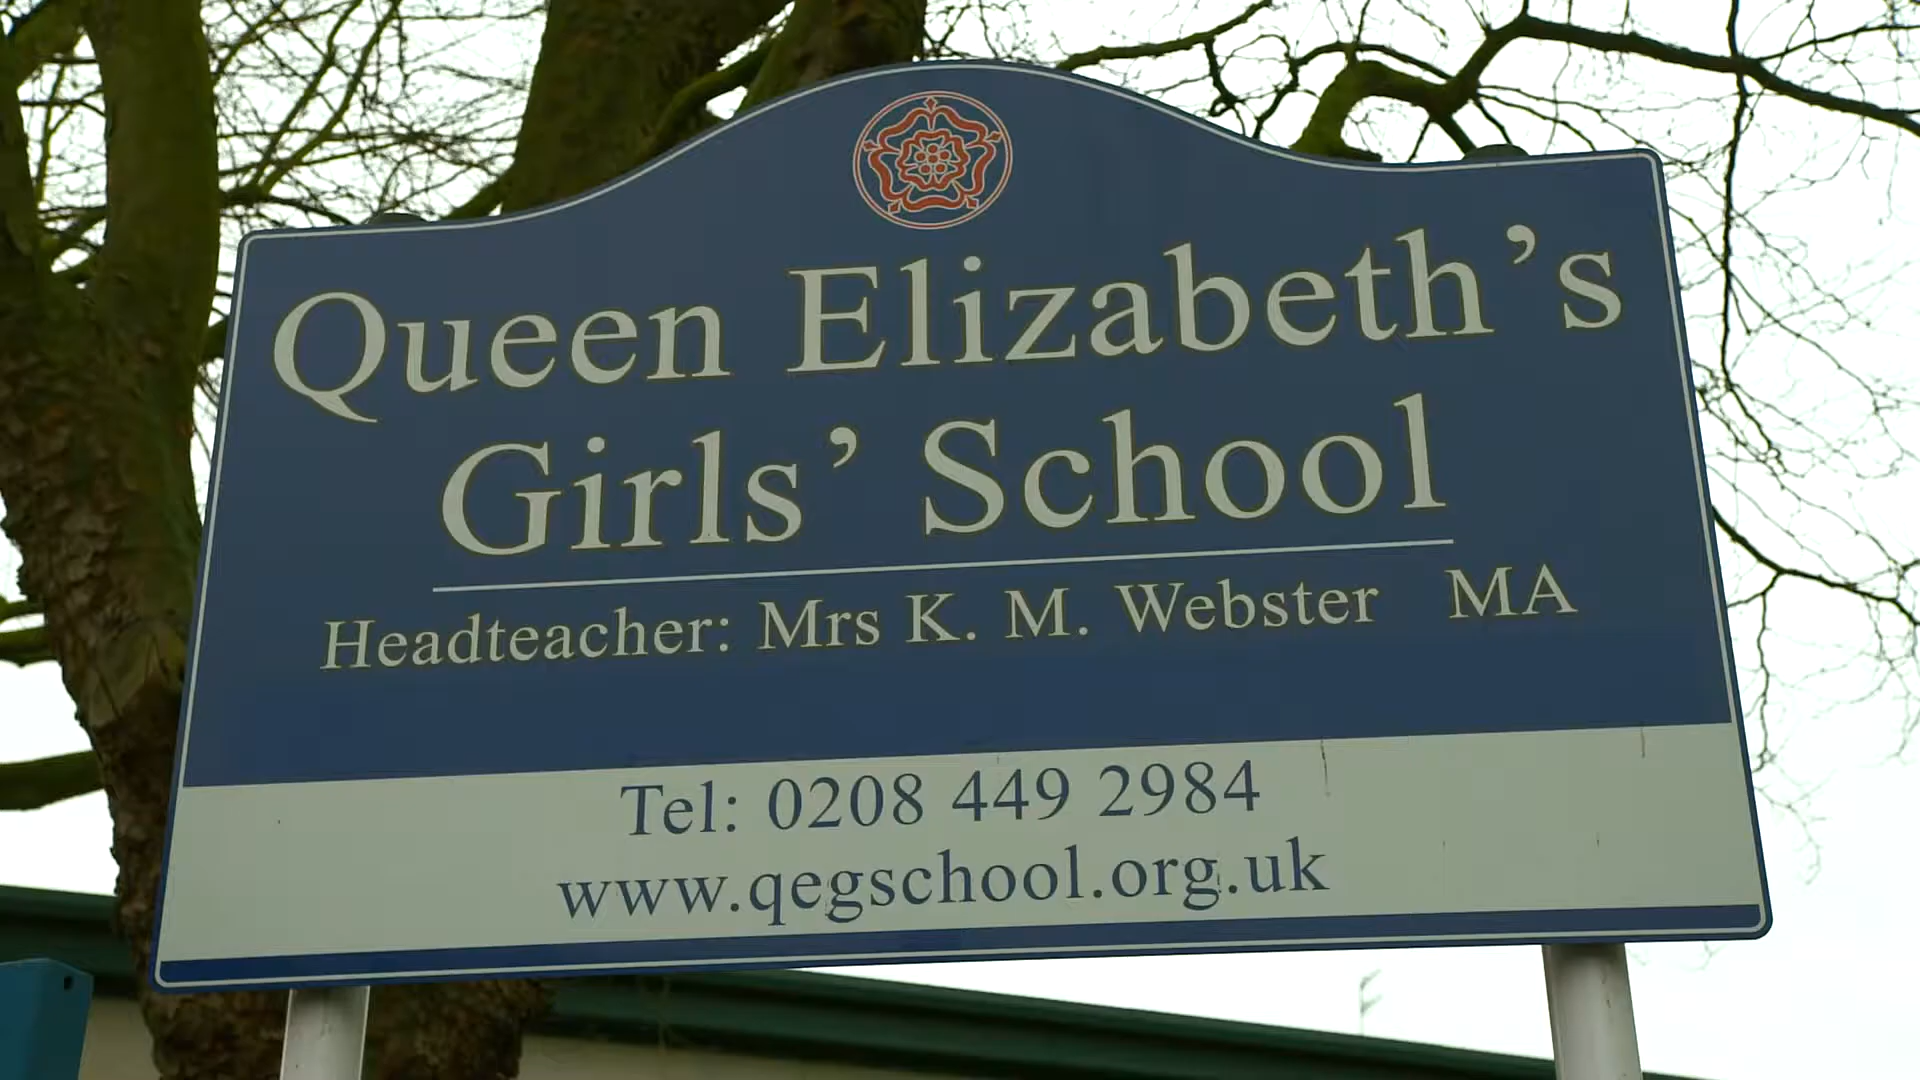 Queen Elizabeth's
Girls' School
Headteacher: Mrs K. M. Webster MA
Tel: 0208 449 2984
www.qegschool.org.uk